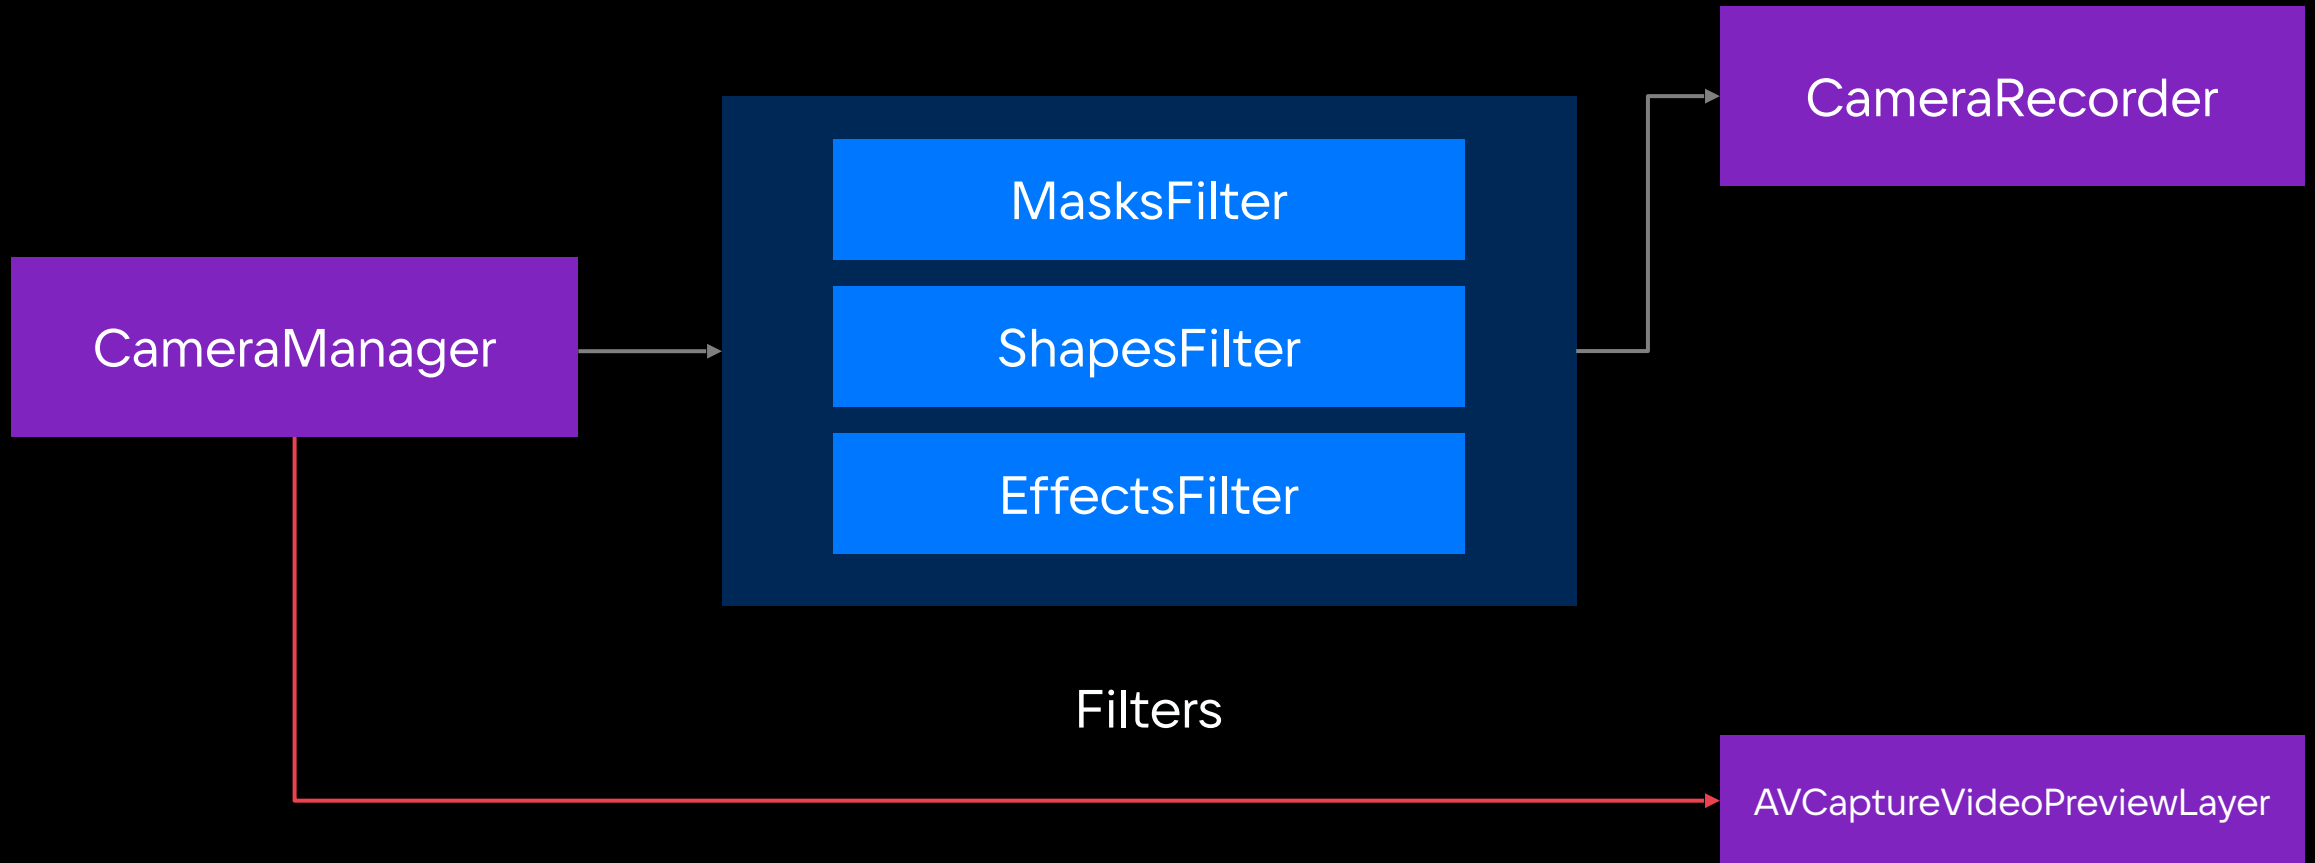 CameraManager
MasksFilter
ShapesFilter
EffectsFilter
Filters
CameraRecorder
AVCaptureVideoPreviewLayer